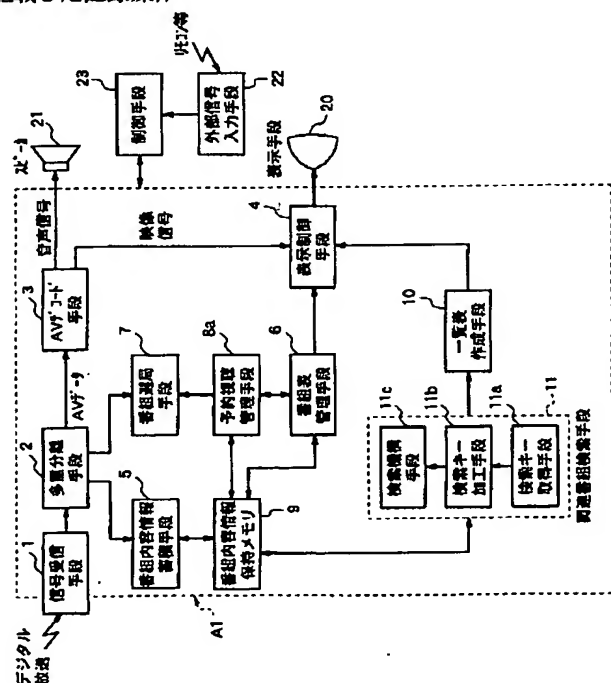 デジタル
放送
1
信号受信
手段
2
多重分離
手段
AVデータ
3
AVデコード
手段
音声信号
スピーカ
21
映像
信号
23
制御手段
リモコン等
22
外部信号
入力手段
表示手段
20
4
表示制御
手段
5
番組内容情報
蓄積手段
7
番組選局
手段
8a
予約視聴
管理手段
6
番組表
管理手段
9
番組内容情報
保持メモリ
10
一覧表
作成手段
11c
検索機構
手段
11b
検索キー
加工手段
11a
検索キー
取得手段
11
関連番組検索手段
A1